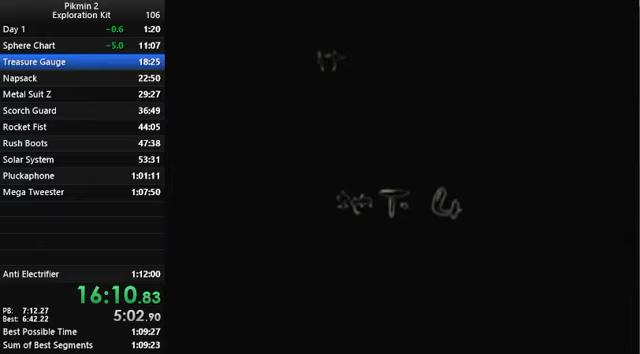 Pikmin 2
Exploration Kit 106
Day 1 -0.6 1:20
Sphere Chart -5.0 11:07
Treasure Gauge 18:25
Napsack 22:50
Metal Suit Z 29:27
Scorch Guard 36:49
Rocket Fist 44:05
Rush Boots 47:38
Solar System 53:31
Pluckaphone 1:01:11
Mega Tweester 1:07:50
Anti Electrifier 1:12:00
16:10.83
PB: 7:12.27
Best: 6:42.22
5:02.90
Best Possible Time 1:09:27
Sum of Best Segments 1:09:23